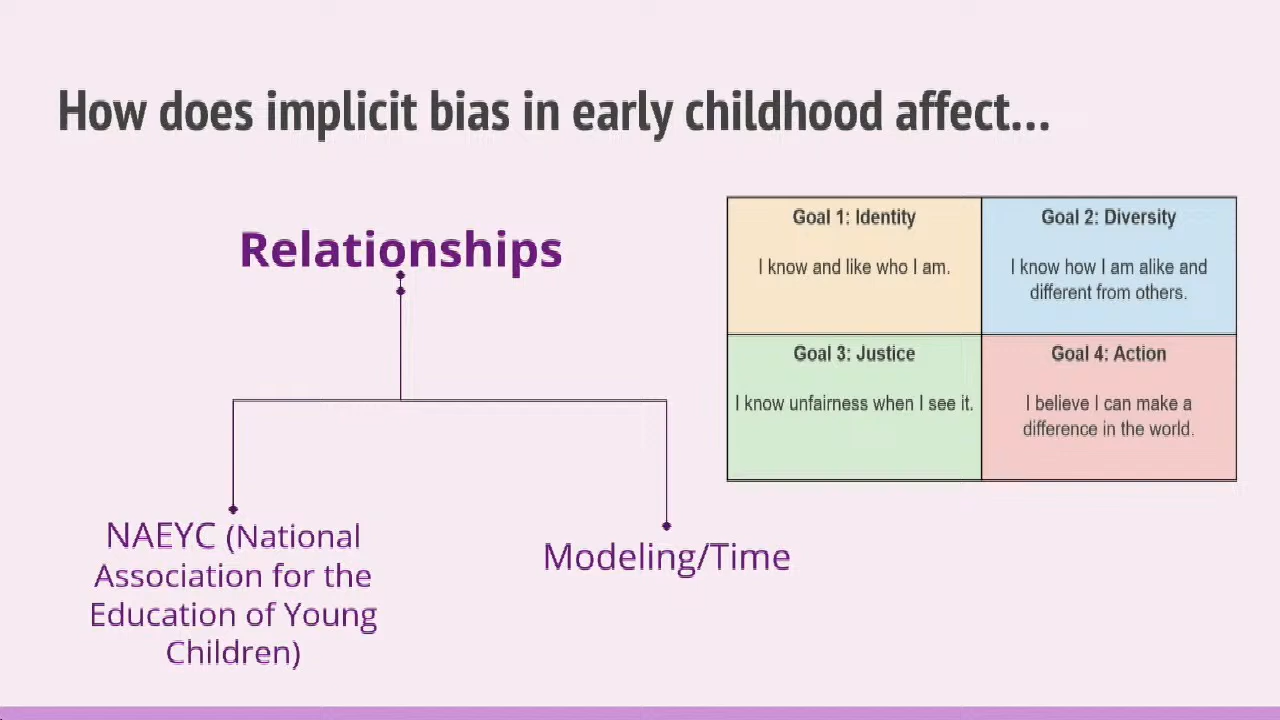 How does implicit bias in early childhood affect...
Relationships
NAEYC (National
Association for the
Education of Young
Children)
Modeling/Time
Goal 1: Identity
I know and like who I am.
Goal 2: Diversity
I know how I am alike and
different from others.
Goal 3: Justice
I know unfairness when I see it.
Goal 4: Action
I believe I can make a
difference in the world.